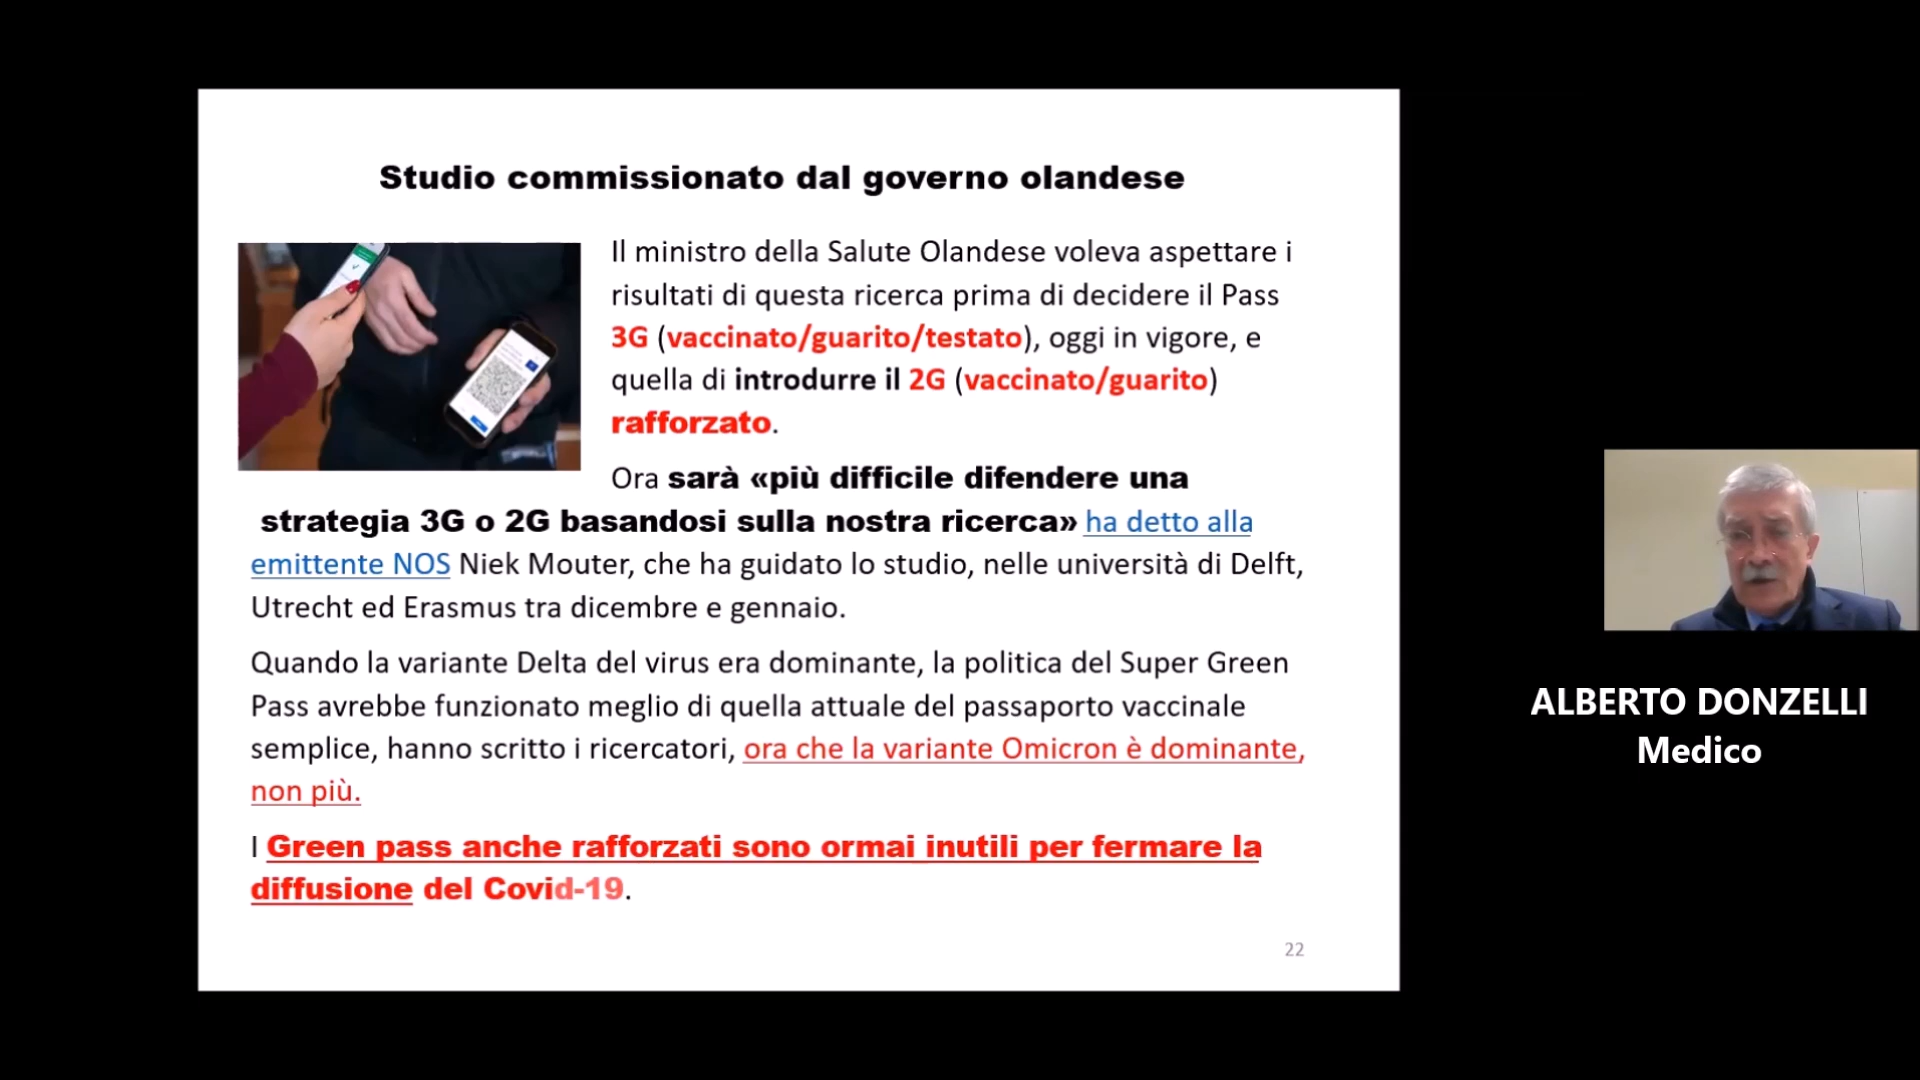 Studio commissionato dal governo olandese
Il ministro della Salute Olandese voleva aspettare i
risultati di questa ricerca prima di decidere il Pass
3G (vaccinato/guarito/testato), oggi in vigore, e
quella di introdurre il 2G (vaccinato/guarito)
rafforzato.
Ora sarà «più difficile difendere una
strategia 3G o 2G basandosi sulla nostra ricerca» ha detto alla
emittente NOS Niek Mouter, che ha guidato lo studio, nelle università di Delft,
Utrecht ed Erasmus tra dicembre e gennaio.
Quando la variante Delta del virus era dominante, la politica del Super Green
Pass avrebbe funzionato meglio di quella attuale del passaporto vaccinale
semplice, hanno scritto i ricercatori, ora che la variante Omicron è dominante,
non più.
I Green pass anche rafforzati sono ormai inutili per fermare la
diffusione del Covid-19.
22
ALBERTO DONZELLI
Medico